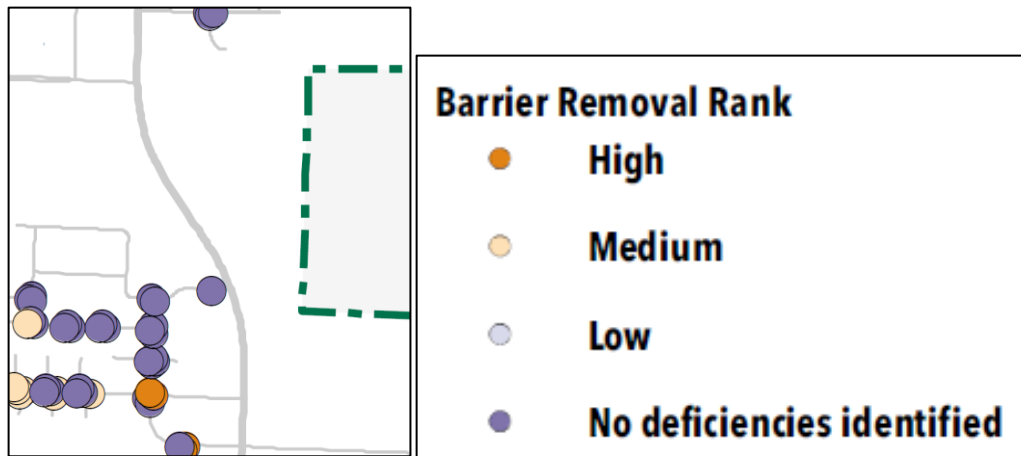 Barrier Removal Rank
High
Medium
Low
No deficiencies identified